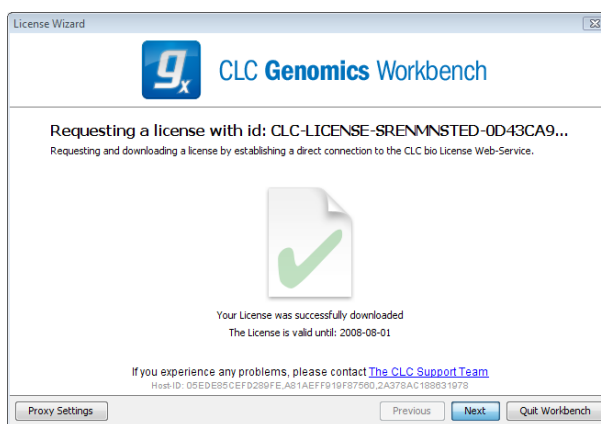 License Wizard
gx CLC Genomics Workbench
Requesting a license with id: CLC-LICENSE-SRENMNSTED-0D43CA9...
Requesting and downloading a license by establishing a direct connection to the CLC bio License Web-Service.
Your License was successfully downloaded
The License is valid until: 2008-08-01
If you experience any problems, please contact The CLC Support Team
Host-ID: D5EDE85CEFD289FE,A81AEFF919F87560,2A378AC188631978
Proxy Settings Previous Next Quit Workbench